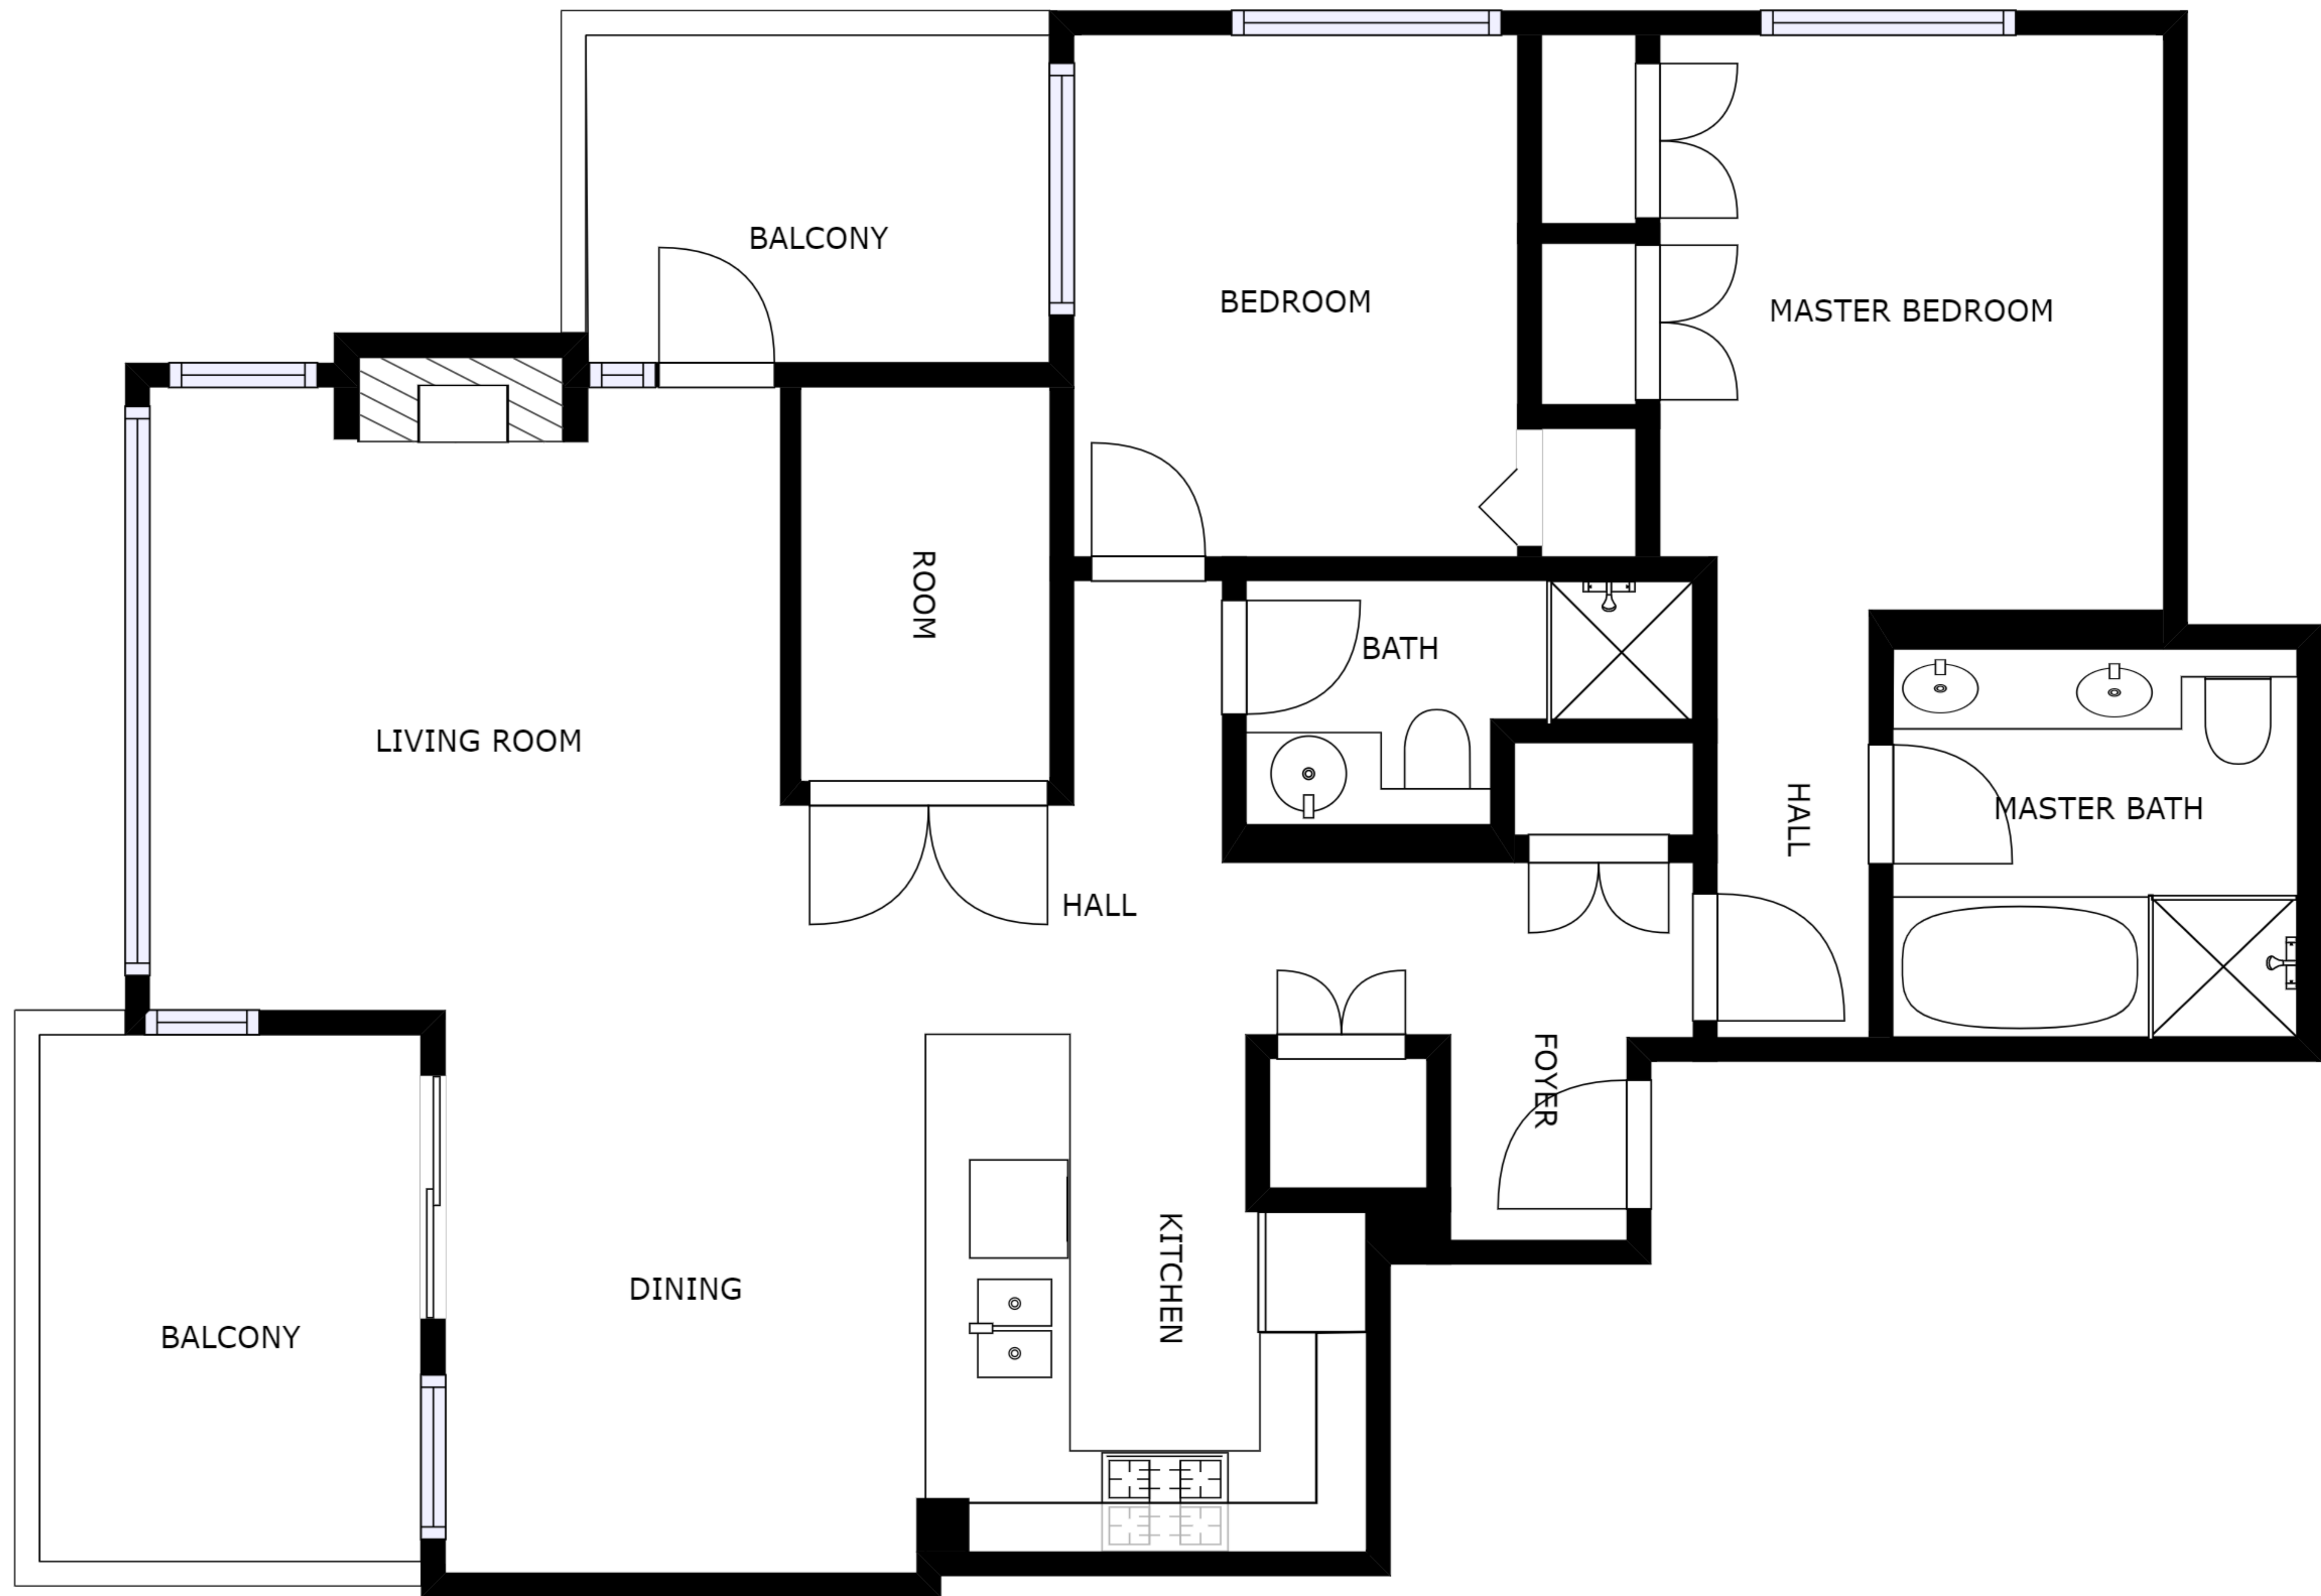 BALCONY
BEDROOM
MASTER BEDROOM
ROOM
BATH
LIVING ROOM
HALL
MASTER BATH
HALL
FOYER
KITCHEN
DINING
BALCONY